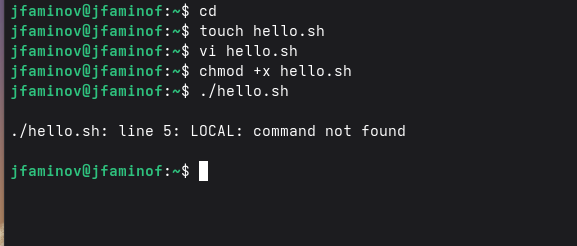 jfaminov@jfaminof:~$ cd
jfaminov@jfaminof:~$ touch hello.sh
jfaminov@jfaminof:~$ vi hello.sh
jfaminov@jfaminof:~$ chmod +x hello.sh
jfaminov@jfaminof:~$ ./hello.sh
./hello.sh: line 5: LOCAL: command not found
jfaminov@jfaminof:~$